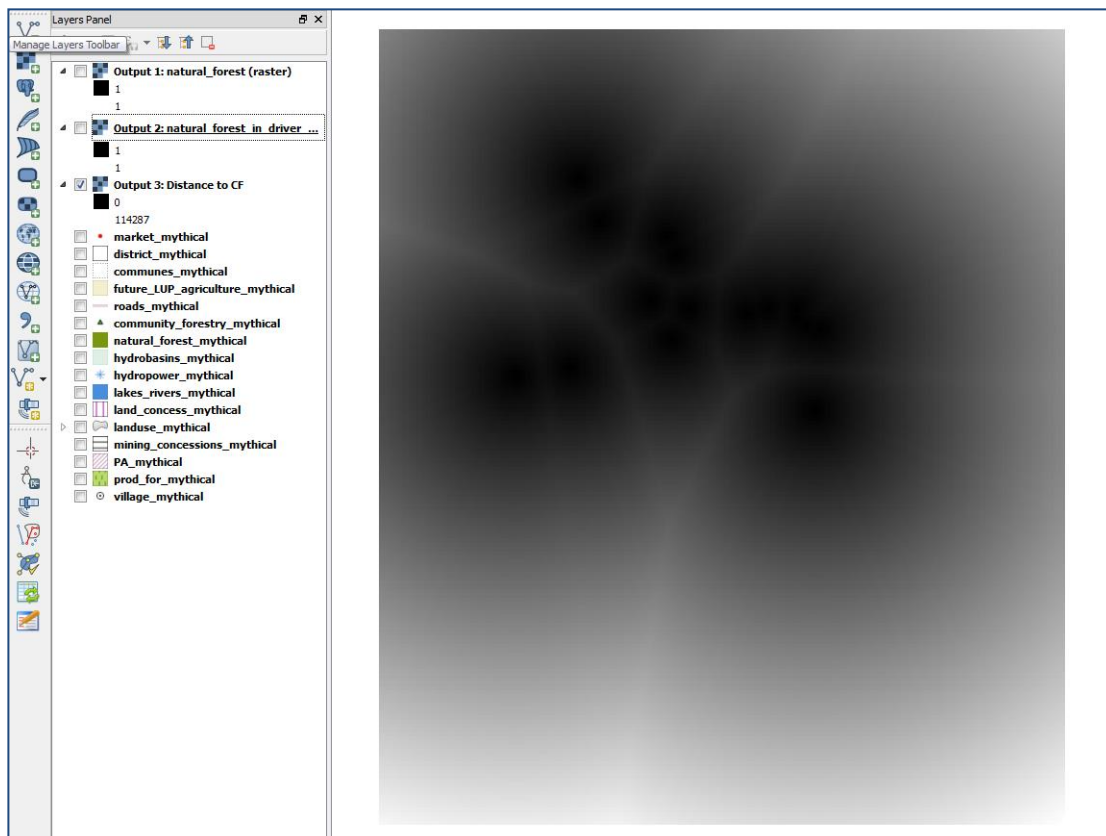 Layers Panel
Manage Layers Toolbar
Output 1: natural_forest (raster)
1
1
Output 2: natural_forest_in_driver_...
1
1
Output 3: Distance to CF
0
114287
market_mythical
district_mythical
communes_mythical
future_LUP_agriculture_mythical
roads_mythical
community_forestry_mythical
natural_forest_mythical
hydrobasins_mythical
hydropower_mythical
lakes_rivers_mythical
land_concess_mythical
landuse_mythical
mining_concessions_mythical
PA_mythical
prod_for_mythical
village_mythical